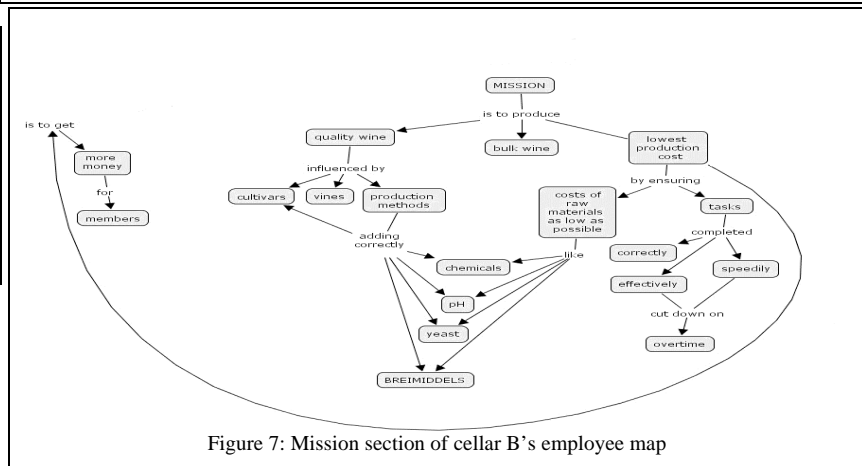 MISSION
is to produce
quality wine
bulk wine
lowest
production
cost
is to get
more
money
for
members
influenced by
cultivars
vines
production
methods
adding
correctly
chemicals
pH
yeast
BREIMIDDELS
by ensuring
costs of
raw
materials
as low as
possible
like
tasks
completed
correctly
effectively
speedily
cut down on
overtime
Figure 7: Mission section of cellar B's employee map